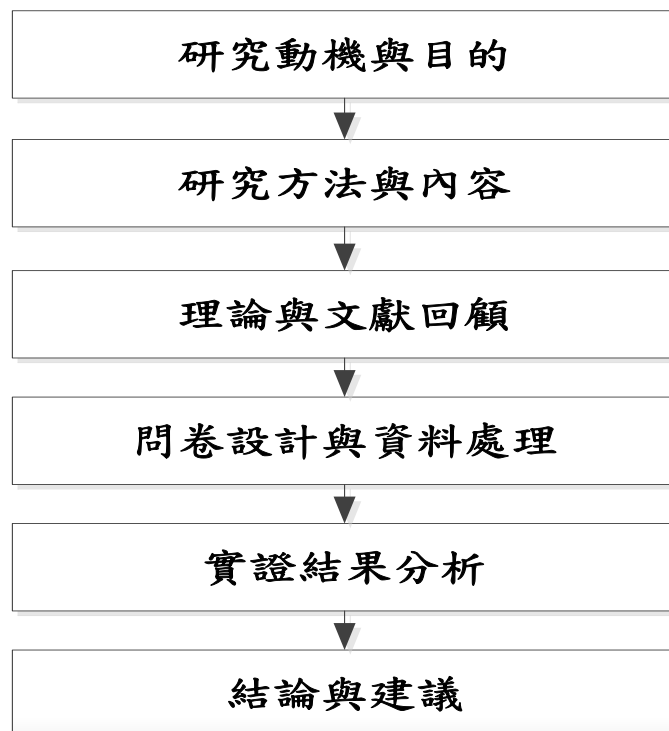 研究動機與目的
研究方法與內容
理論與文獻回顧
問卷設計與資料處理
實證結果分析
結論與建議